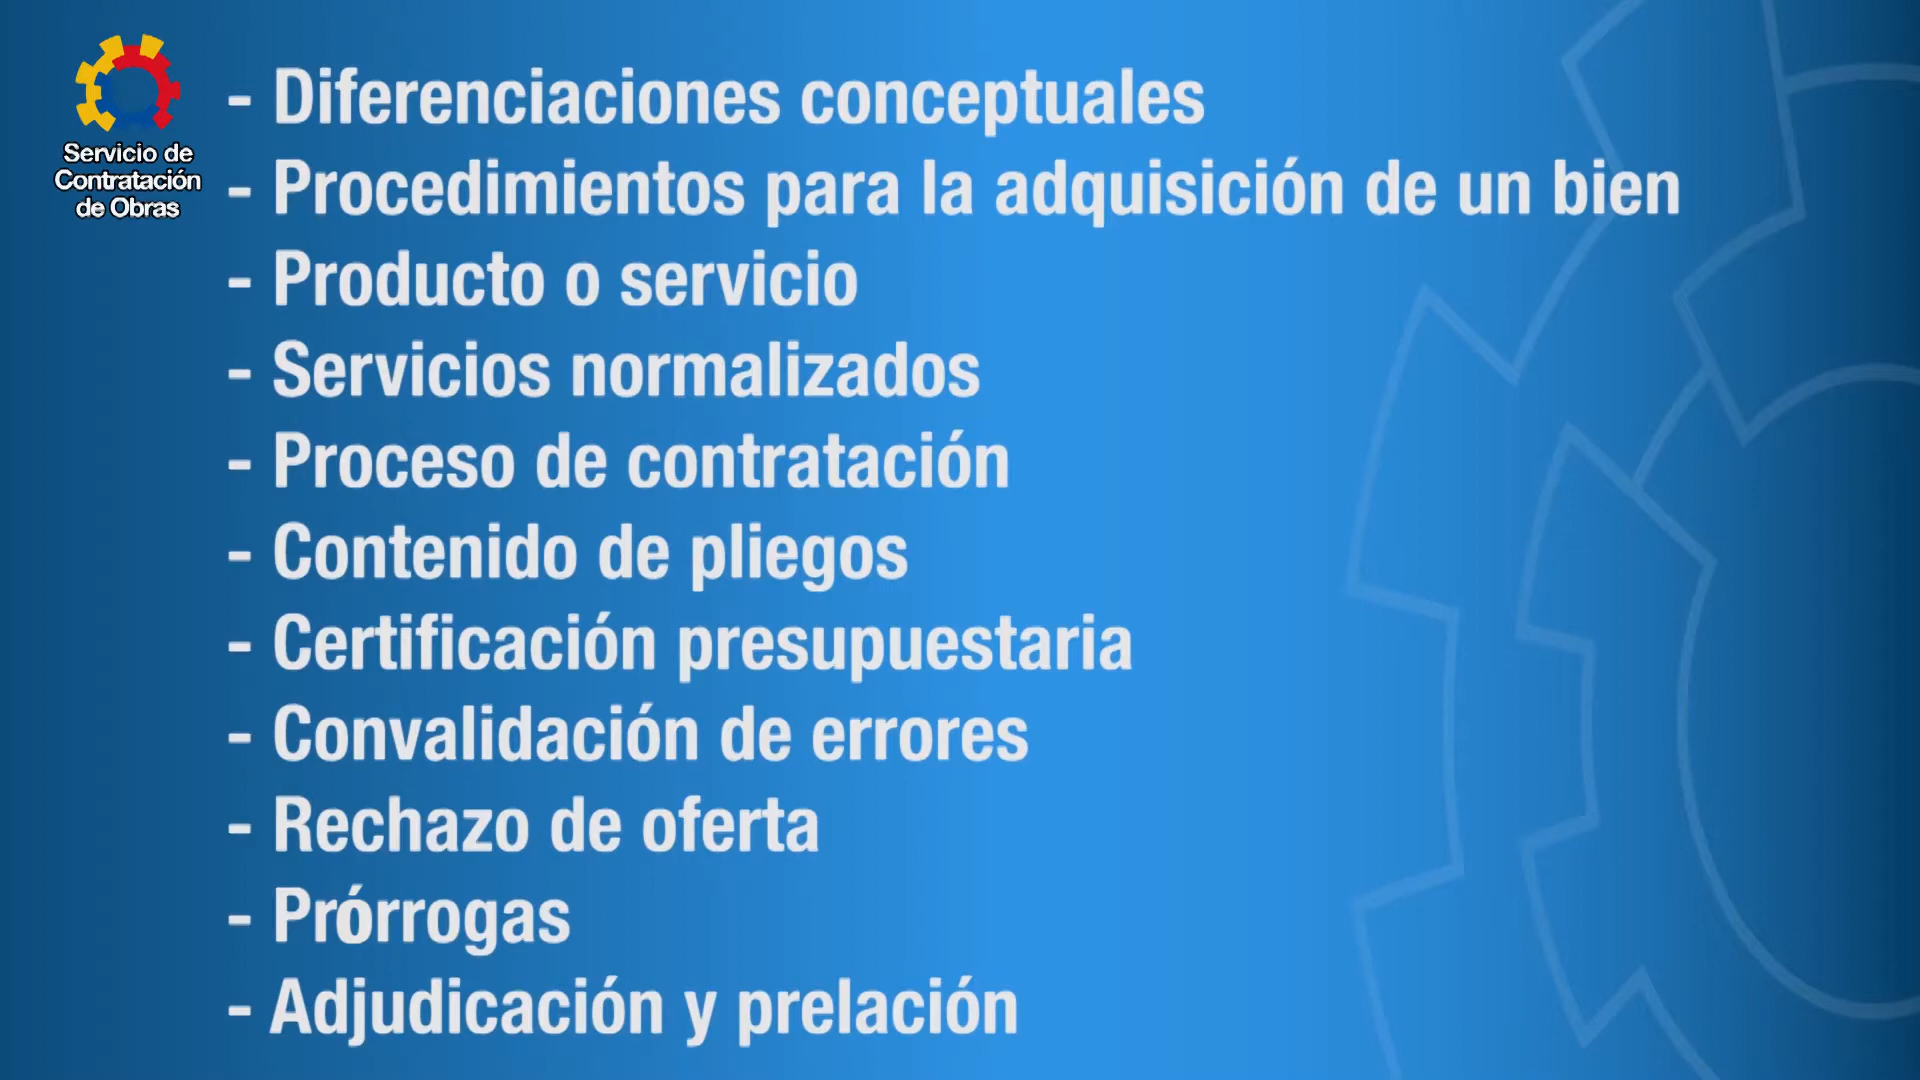 Servicio de
Contratación
de Obras
- Diferenciaciones conceptuales
- Procedimientos para la adquisición de un bien
- Producto o servicio
- Servicios normalizados
- Proceso de contratación
- Contenido de pliegos
- Certificación presupuestaria
- Convalidación de errores
- Rechazo de oferta
- Prórrogas
- Adjudicación y prelación